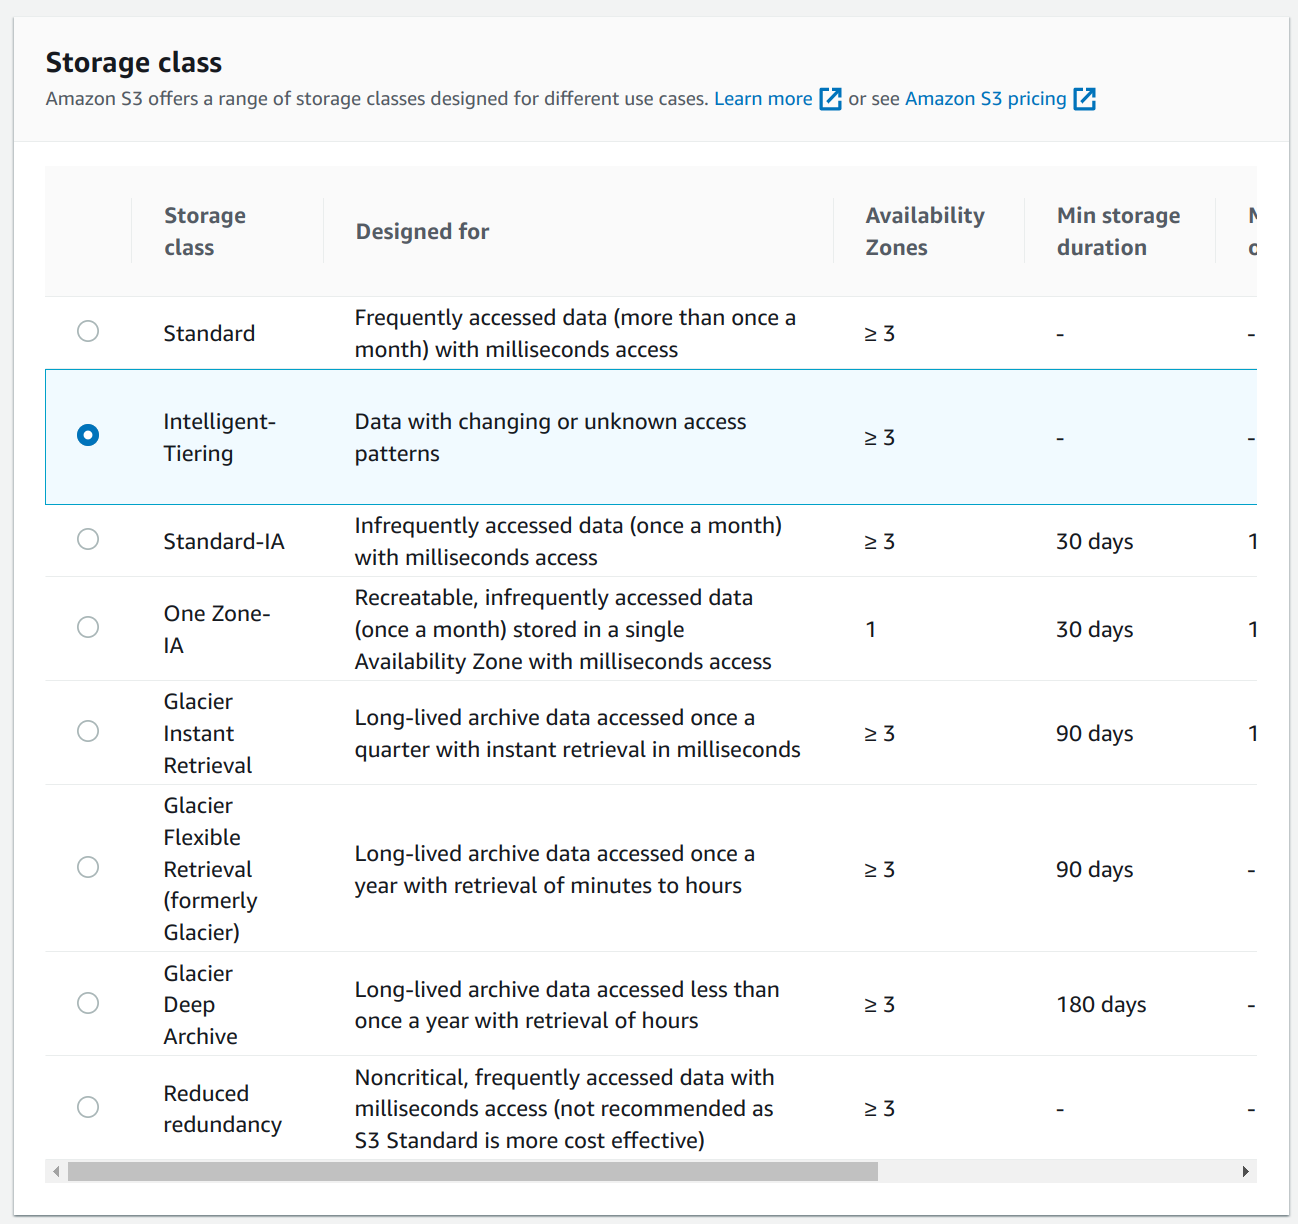 Storage class
Amazon S3 offers a range of storage classes designed for different use cases. Learn more or see Amazon S3 pricing
Storage class
Designed for
Availability Zones
Min storage duration
Standard
Frequently accessed data (more than once a
month) with milliseconds access
≥ 3
-
-
Intelligent-
Tiering
Data with changing or unknown access
patterns
≥ 3
-
-
Standard-IA
Infrequently accessed data (once a month)
with milliseconds access
≥ 3
30 days
1
One Zone-
IA
Recreatable, infrequently accessed data
(once a month) stored in a single
Availability Zone with milliseconds access
1
30 days
1
Glacier
Instant
Retrieval
Long-lived archive data accessed once a
quarter with instant retrieval in milliseconds
≥ 3
90 days
1
Glacier
Flexible
Retrieval
(formerly
Glacier)
Long-lived archive data accessed once a
year with retrieval of minutes to hours
≥ 3
90 days
-
Glacier
Deep
Archive
Long-lived archive data accessed less than
once a year with retrieval of hours
≥ 3
180 days
-
Reduced
redundancy
Noncritical, frequently accessed data with
milliseconds access (not recommended as
S3 Standard is more cost effective)
≥ 3
-
-